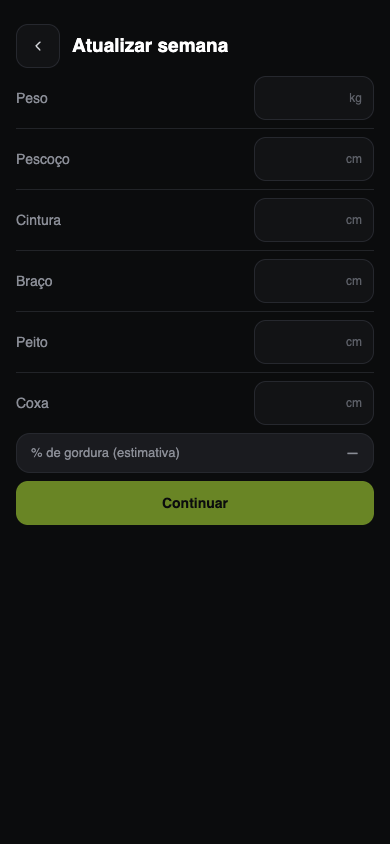 Atualizar semana
Peso kg
Pescoço cm
Cintura cm
Braço cm
Peito cm
Coxa cm
% de gordura (estimativa) —
Continuar